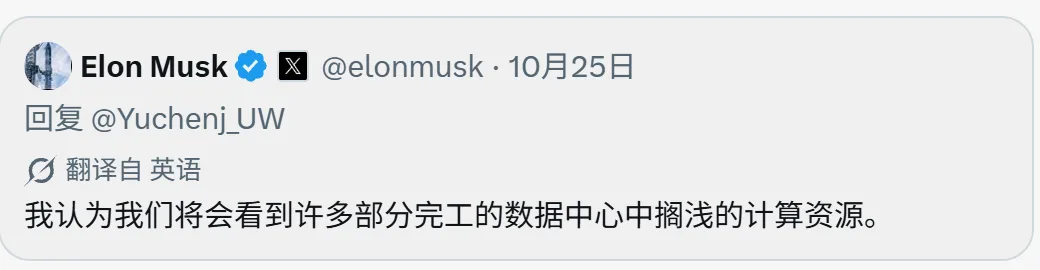 Elon Musk @elonmusk · 10月25日
回复 @Yuchenj_UW
翻译自 英语
我认为我们将会看到许多部分完工的数据中心中搁浅的计算资源。